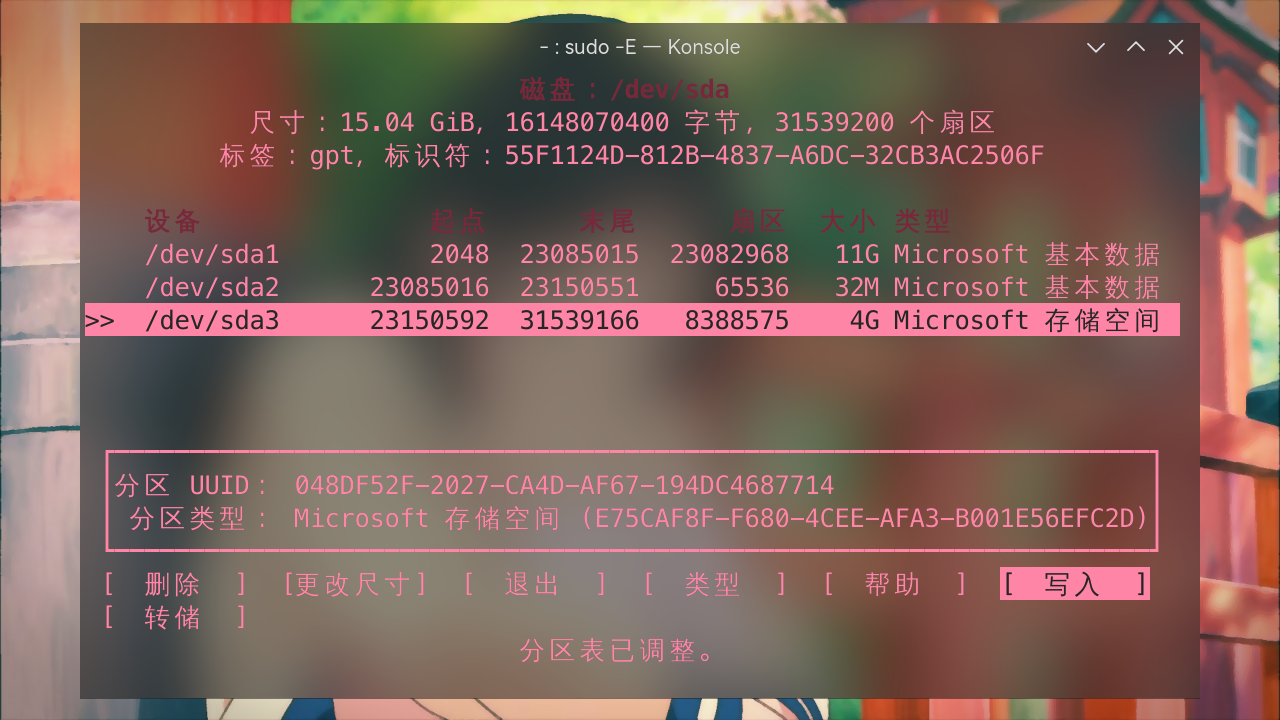 - : sudo -E — Konsole
磁盘：/dev/sda
尺寸：15.04 GiB, 16148070400 字节, 31539200 个扇区
标签：gpt, 标识符：55F1124D-812B-4837-A6DC-32CB3AC2506F
设备 起点 末尾 扇区 大小 类型
/dev/sda1 2048 23085015 23082968 11G Microsoft 基本数据
/dev/sda2 23085016 23150551 65536 32M Microsoft 基本数据
>> /dev/sda3 23150592 31539166 8388575 4G Microsoft 存储空间
分区 UUID： 048DF52F-2027-CA4D-AF67-194DC4687714
分区类型： Microsoft 存储空间 (E75CAF8F-F680-4CEE-AFA3-B001E56EFC2D)
[ 删除 ] [更改尺寸] [ 退出 ] [ 类型 ] [ 帮助 ] [ 写入 ]
[ 转储 ]
分区表已调整。